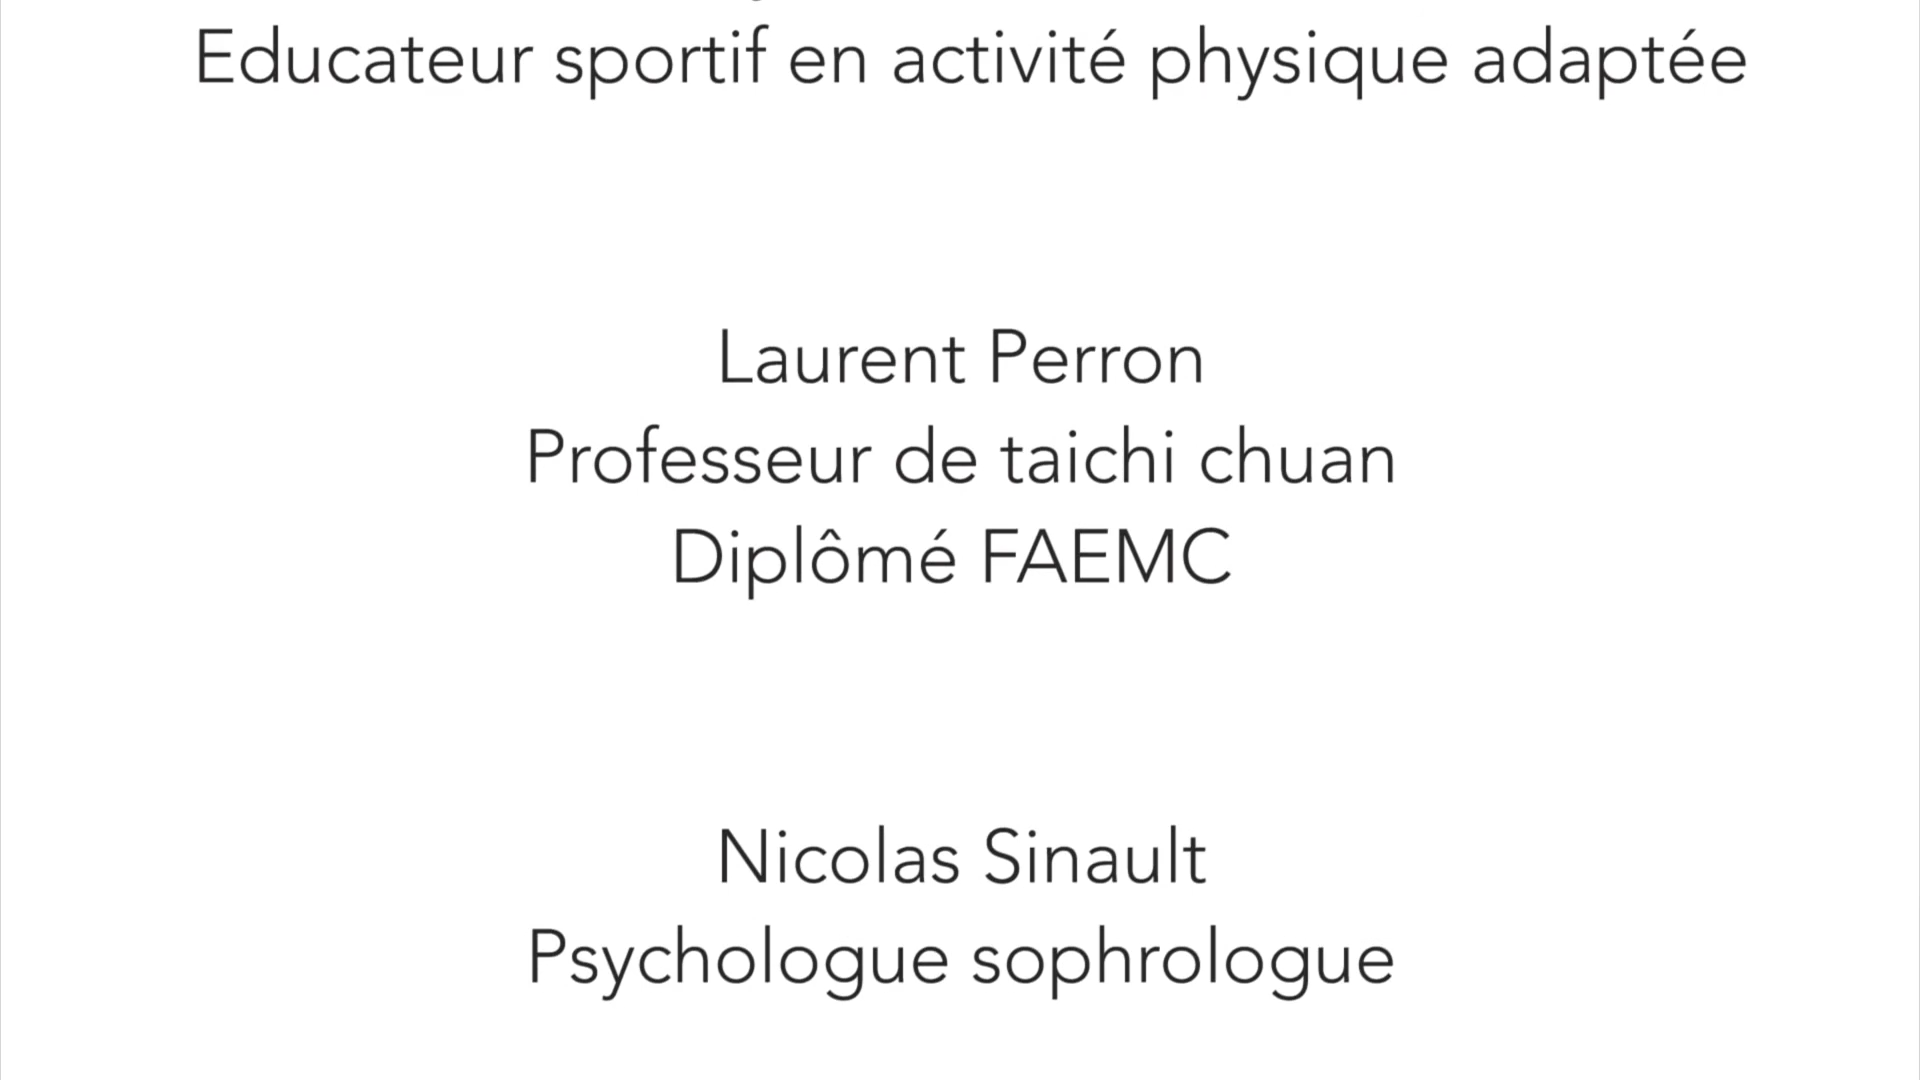 Educateur sportif en activité physique adaptée
Laurent Perron
Professeur de taichi chuan
Diplômé FAEMC
Nicolas Sinault
Psychologue sophrologue